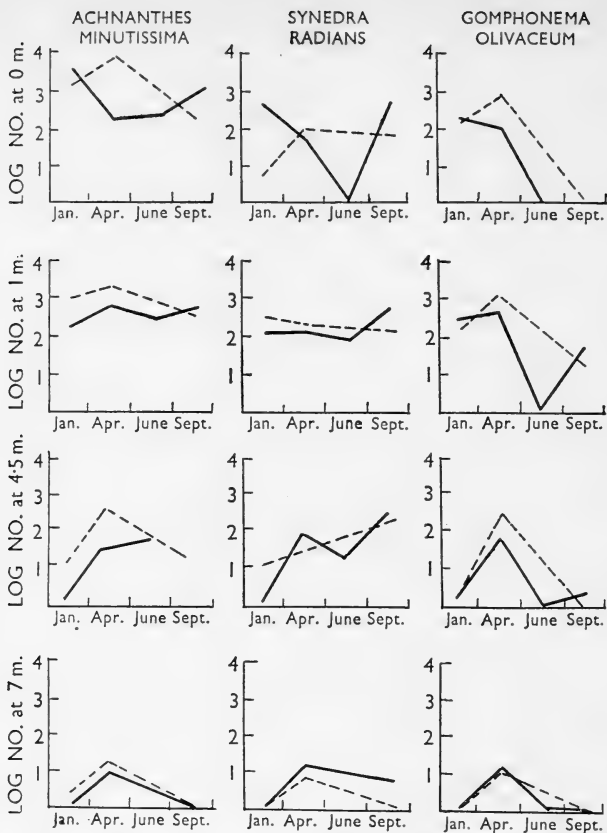 ACHNANTHES MINUTISSIMA
SYNEDRA RADIANS
GOMPHONEMA OLIVACEUM
LOG NO. at 0 m.
4
3
2
1
Jan. Apr. June Sept.
4
3
2
1
Jan. Apr. June Sept.
4
3
2
1
Jan. Apr. June Sept.
LOG NO. at 1 m.
4
3
2
1
Jan. Apr. June Sept.
4
3
2
1
Jan. Apr. June Sept.
4
3
2
1
Jan. Apr. June Sept.
LOG NO. at 4·5 m.
4
3
2
1
Jan. Apr. June Sept.
4
3
2
1
Jan. Apr. June Sept.
4
3
2
1
Jan. Apr. June Sept.
LOG NO. at 7 m.
4
3
2
1
Jan. Apr. June Sept.
4
3
2
1
Jan. Apr. June Sept.
4
3
2
1
Jan. Apr. June Sept.